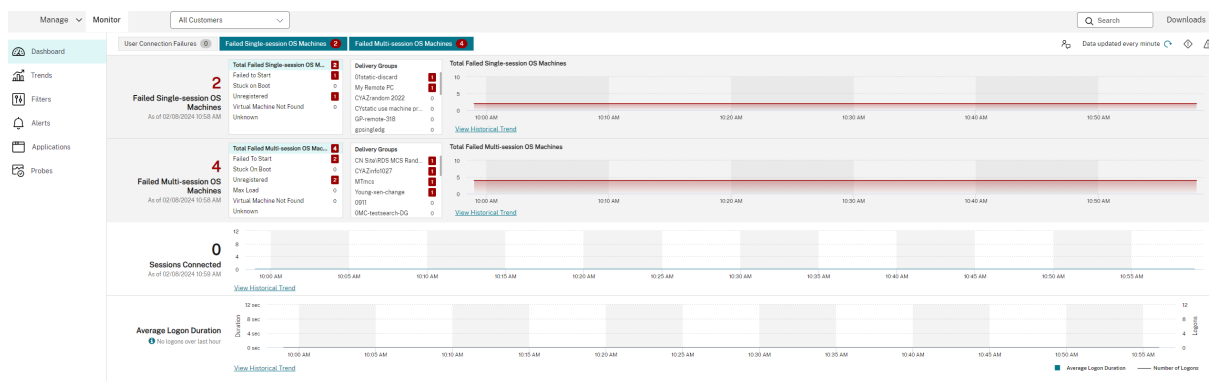 Manage Monitor All Customers Search Downloads
Dashboard
Trends
Filters
Alerts
Applications
Probes
User Connection Failures 0 Failed Single-session OS Machines 2 Failed Multi-session OS Machines 4 Data updated every minute
2
Failed Single-session OS
Machines
As of 02/08/2024 10:58 AM
Total Failed Single-session OS M... 2
Failed to Start 1
Stuck on Boot 0
Unregistered 1
Virtual Machine Not Found 0
Unknown
Delivery Groups
01static-discard 1
My Remote PC 1
CYAZrandom 2022 0
CYstatic use machine pr... 0
GP-remote-318 0
gpsingledg 0
Total Failed Single-session OS Machines
10
5
0
10:00 AM 10:10 AM 10:20 AM 10:30 AM 10:40 AM 10:50 AM
View Historical Trend
4
Failed Multi-session OS
Machines
As of 02/08/2024 10:58 AM
Total Failed Multi-session OS Mac... 4
Failed To Start 2
Stuck On Boot 0
Unregistered 2
Max Load 0
Virtual Machine Not Found 0
Unknown
Delivery Groups
CN Site\RDS MCS Rand... 1
CYAZinfo1027 1
MTmcs 1
Young-xen-change 1
0911 0
0MC-testsearch-DG 0
Total Failed Multi-session OS Machines
10
5
0
10:00 AM 10:10 AM 10:20 AM 10:30 AM 10:40 AM 10:50 AM
View Historical Trend
0
Sessions Connected
As of 02/08/2024 10:59 AM
12
8
4
0
10:00 AM 10:05 AM 10:10 AM 10:15 AM 10:20 AM 10:25 AM 10:30 AM 10:35 AM 10:40 AM 10:45 AM 10:50 AM 10:55 AM
View Historical Trend
Average Logon Duration
No logons over last hour
Duration
12 sec
8 sec
4 sec
0 sec
12
8
4
0
Logons
10:00 AM 10:05 AM 10:10 AM 10:15 AM 10:20 AM 10:25 AM 10:30 AM 10:35 AM 10:40 AM 10:45 AM 10:50 AM 10:55 AM
View Historical Trend
Average Logon Duration Number of Logons